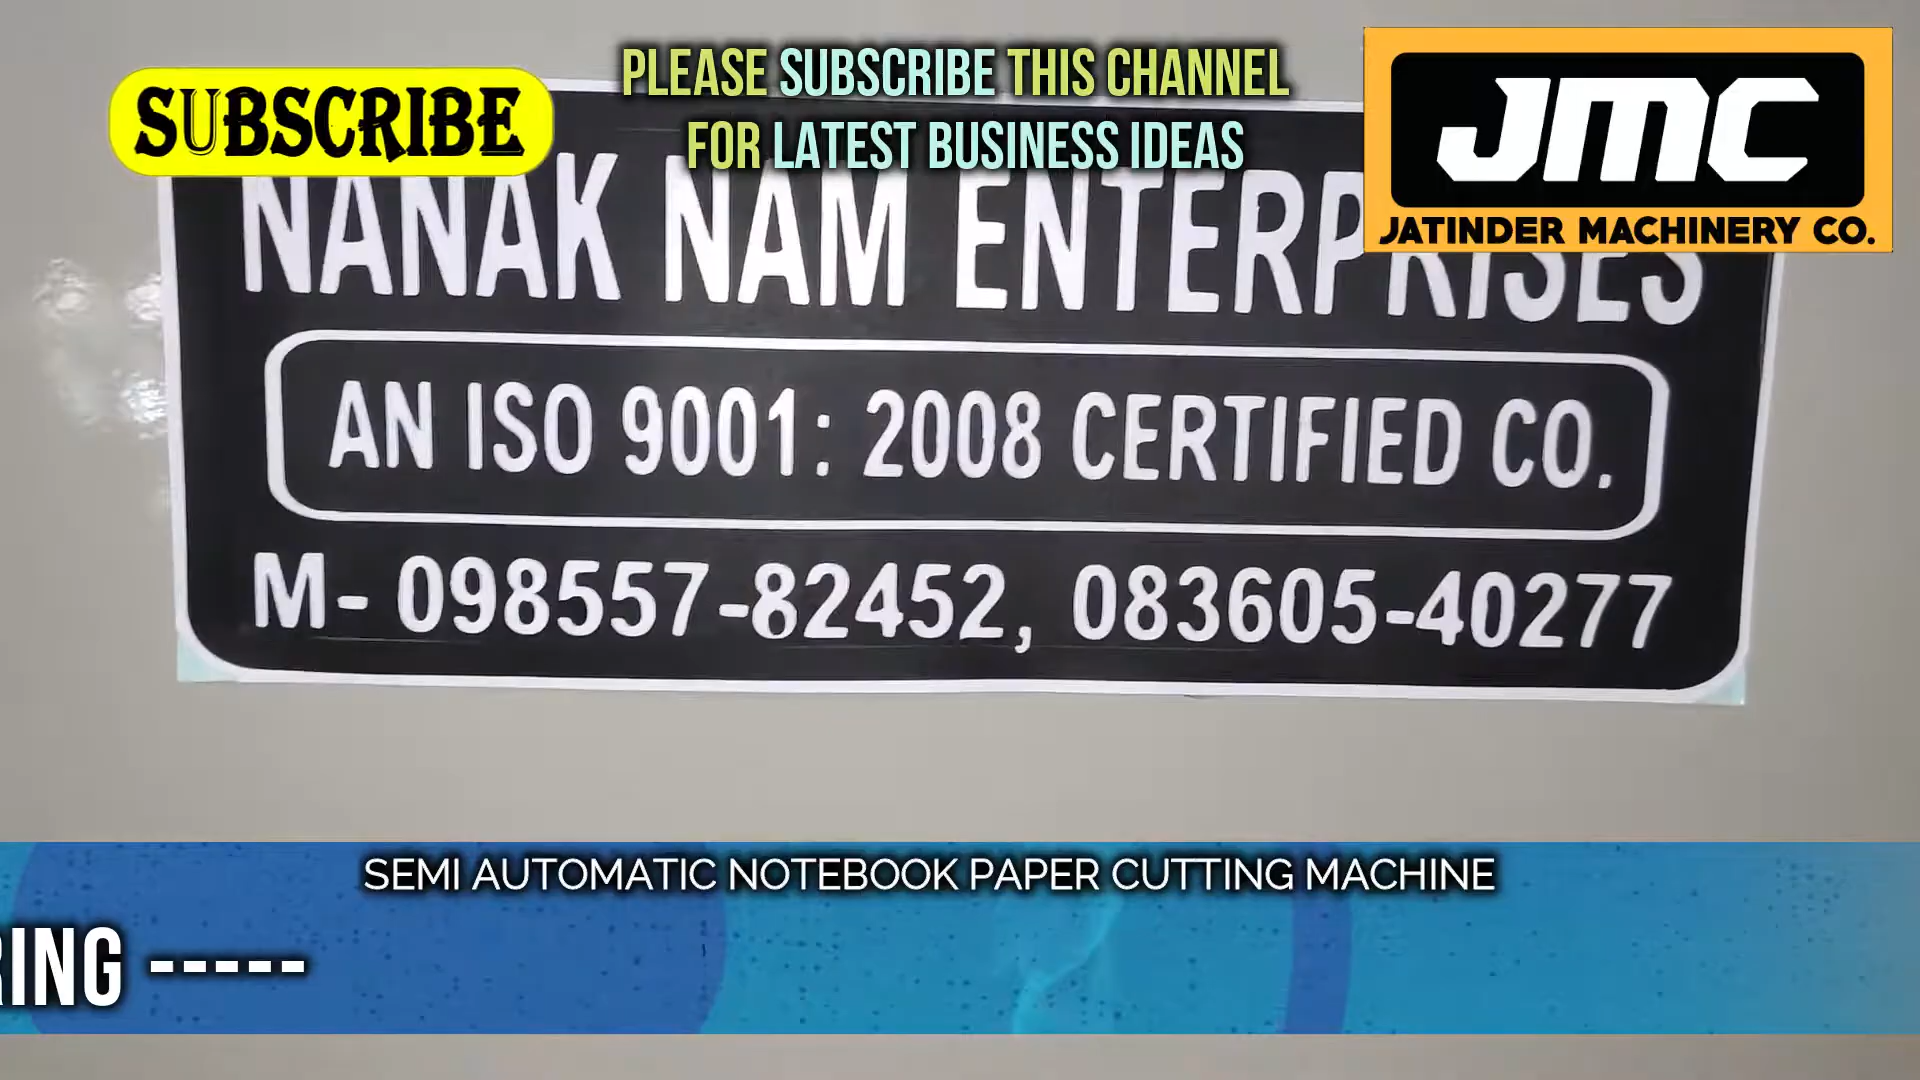 PLEASE SUBSCRIBE THIS CHANNEL
FOR LATEST BUSINESS IDEAS
SUBSCRIBE
JMC
JATINDER MACHINERY CO.
NANAK NAM ENTERPRISES
AN ISO 9001: 2008 CERTIFIED CO.
M- 098557-82452, 083605-40277
SEMI AUTOMATIC NOTEBOOK PAPER CUTTING MACHINE
RING -----